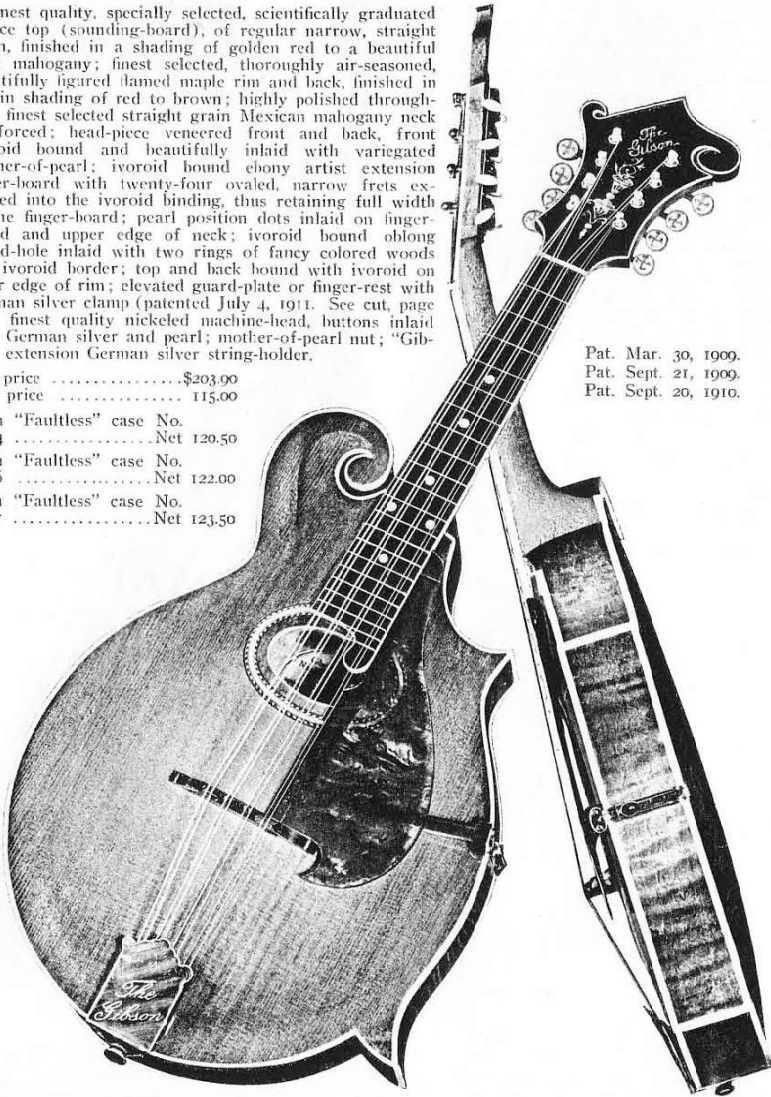 nest quality, specially selected, scientifically graduated
ce top (sounding-board), of regular narrow, straight
n, finished in a shading of golden red to a beautiful
mahogany; finest selected, thoroughly air-seasoned,
tifully figured flamed maple rim and back, finished in
in shading of red to brown; highly polished through-
finest selected straight grain Mexican mahogany neck
forced; head-piece veneered front and back, front
oid bound and beautifully inlaid with variegated
her-of-pearl; ivoroid bound ebony artist extension
er-board with twenty-four ovaled, narrow frets ex-
ed into the ivoroid binding, thus retaining full width
ne finger-board; pearl position dots inlaid on finger-
d and upper edge of neck; ivoroid bound oblong
d-hole inlaid with two rings of fancy colored woods
ivoroid border; top and back bound with ivoroid on
r edge of rim; elevated guard-plate or finger-rest with
man silver clamp (patented July 4, 1911. See cut, page
finest quality nickeled machine-head, buttons inlaid
German silver and pearl; mother-of-pearl nut; "Gib-
extension German silver string-holder.
price ................$203.90
price ................ 115.00
"Faultless" case No.
4 .................Net 120.50
"Faultless" case No.
.................Net 122.00
"Faultless" case No.
.................Net 123.50
Pat. Mar. 30, 1909.
Pat. Sept. 21, 1909.
Pat. Sept. 20, 1910.
The
Gibson
The
Gibson